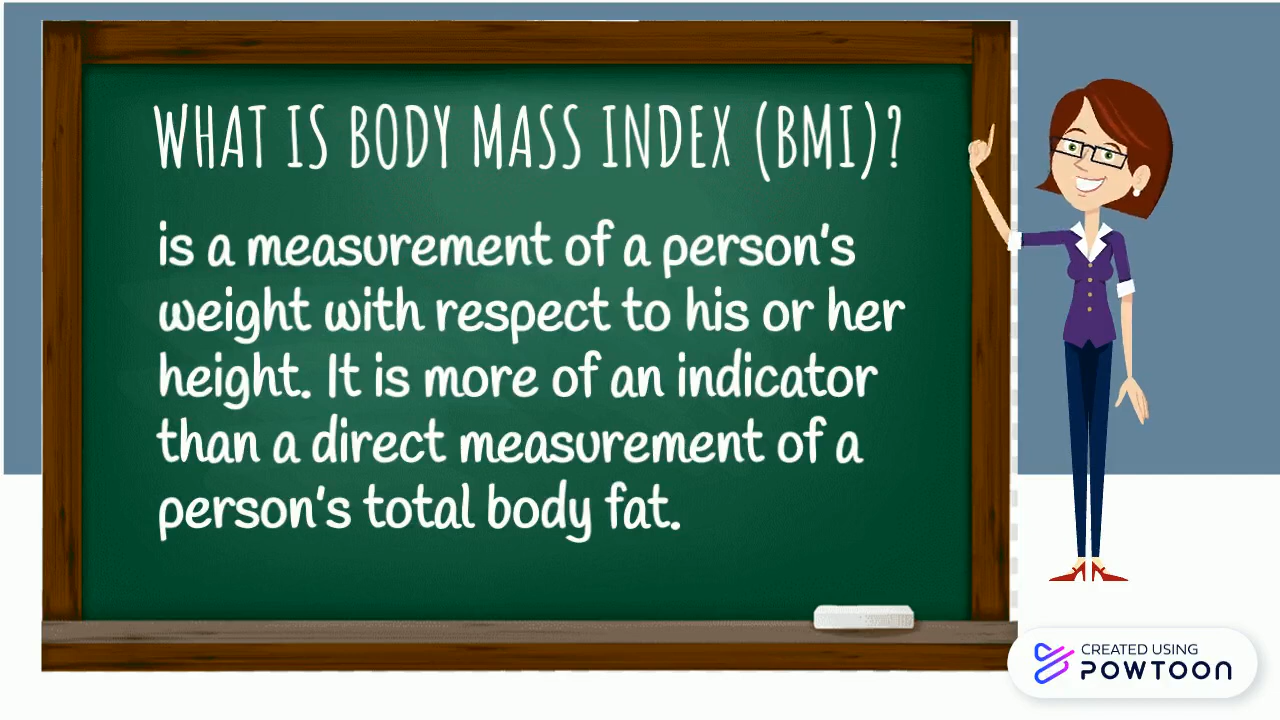 WHAT IS BODY MASS INDEX (BMI)?
is a measurement of a person's
weight with respect to his or her
height. It is more of an indicator
than a direct measurement of a
person's total body fat.
CREATED USING
POWTOON